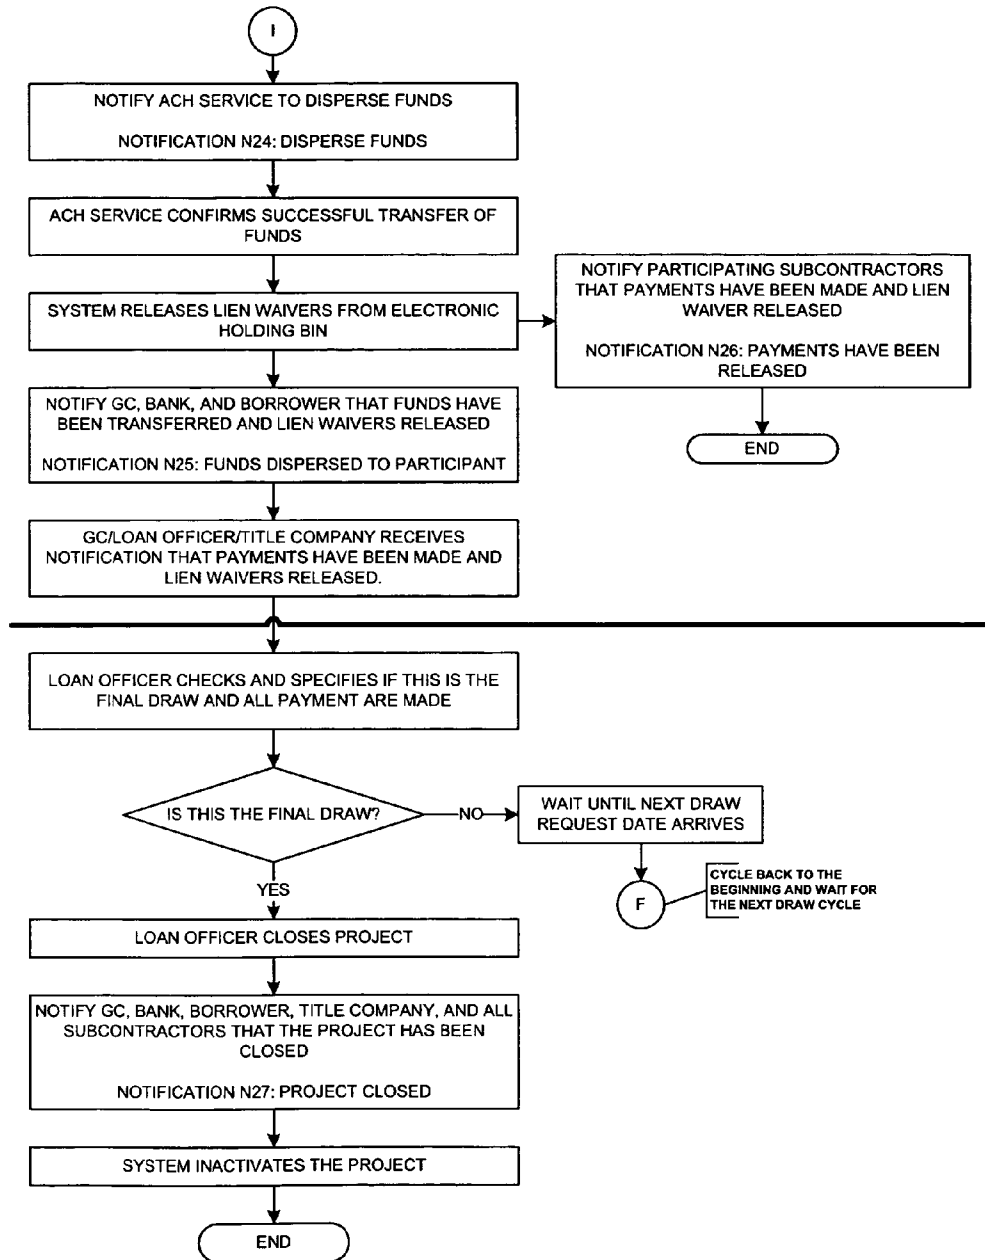 I
NOTIFY ACH SERVICE TO DISPERSE FUNDS
NOTIFICATION N24: DISPERSE FUNDS
ACH SERVICE CONFIRMS SUCCESSFUL TRANSFER OF
FUNDS
SYSTEM RELEASES LIEN WAIVERS FROM ELECTRONIC
HOLDING BIN
NOTIFY PARTICIPATING SUBCONTRACTORS
THAT PAYMENTS HAVE BEEN MADE AND LIEN
WAIVER RELEASED
NOTIFICATION N26: PAYMENTS HAVE BEEN
RELEASED
END
NOTIFY GC, BANK, AND BORROWER THAT FUNDS HAVE
BEEN TRANSFERRED AND LIEN WAIVERS RELEASED
NOTIFICATION N25: FUNDS DISPERSED TO PARTICIPANT
GC/LOAN OFFICER/TITLE COMPANY RECEIVES
NOTIFICATION THAT PAYMENTS HAVE BEEN MADE AND
LIEN WAIVERS RELEASED.
LOAN OFFICER CHECKS AND SPECIFIES IF THIS IS THE
FINAL DRAW AND ALL PAYMENT ARE MADE
IS THIS THE FINAL DRAW?
NO
WAIT UNTIL NEXT DRAW
REQUEST DATE ARRIVES
F
CYCLE BACK TO THE
BEGINNING AND WAIT FOR
THE NEXT DRAW CYCLE
YES
LOAN OFFICER CLOSES PROJECT
NOTIFY GC, BANK, BORROWER, TITLE COMPANY, AND ALL
SUBCONTRACTORS THAT THE PROJECT HAS BEEN
CLOSED
NOTIFICATION N27: PROJECT CLOSED
SYSTEM INACTIVATES THE PROJECT
END